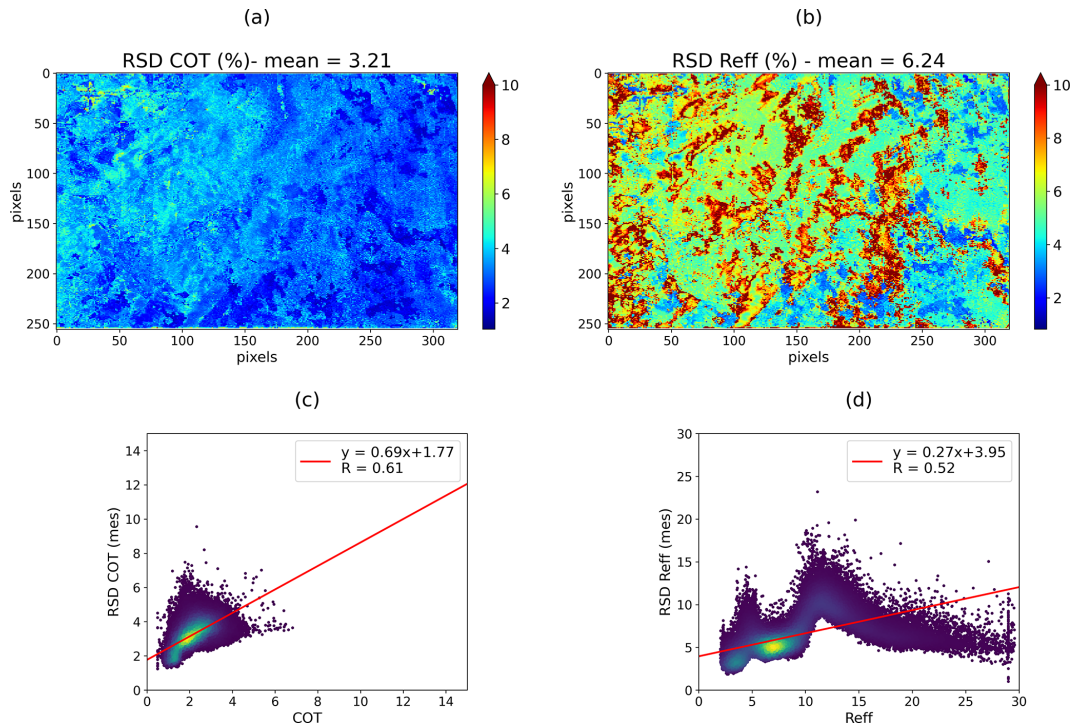 (a)
RSD COT (%)- mean = 3.21
0
50
100
150
200
250
pixels
0 50 100 150 200 250 300
pixels
10
8
6
4
2
(b)
RSD Reff (%) - mean = 6.24
0
50
100
150
200
250
pixels
0 50 100 150 200 250 300
pixels
10
8
6
4
2
(c)
y = 0.69x+1.77
R = 0.61
14
12
10
8
6
4
2
0
RSD COT (mes)
0 2 4 6 8 10 12 14
COT
(d)
y = 0.27x+3.95
R = 0.52
30
25
20
15
10
5
0
RSD Reff (mes)
0 5 10 15 20 25 30
Reff